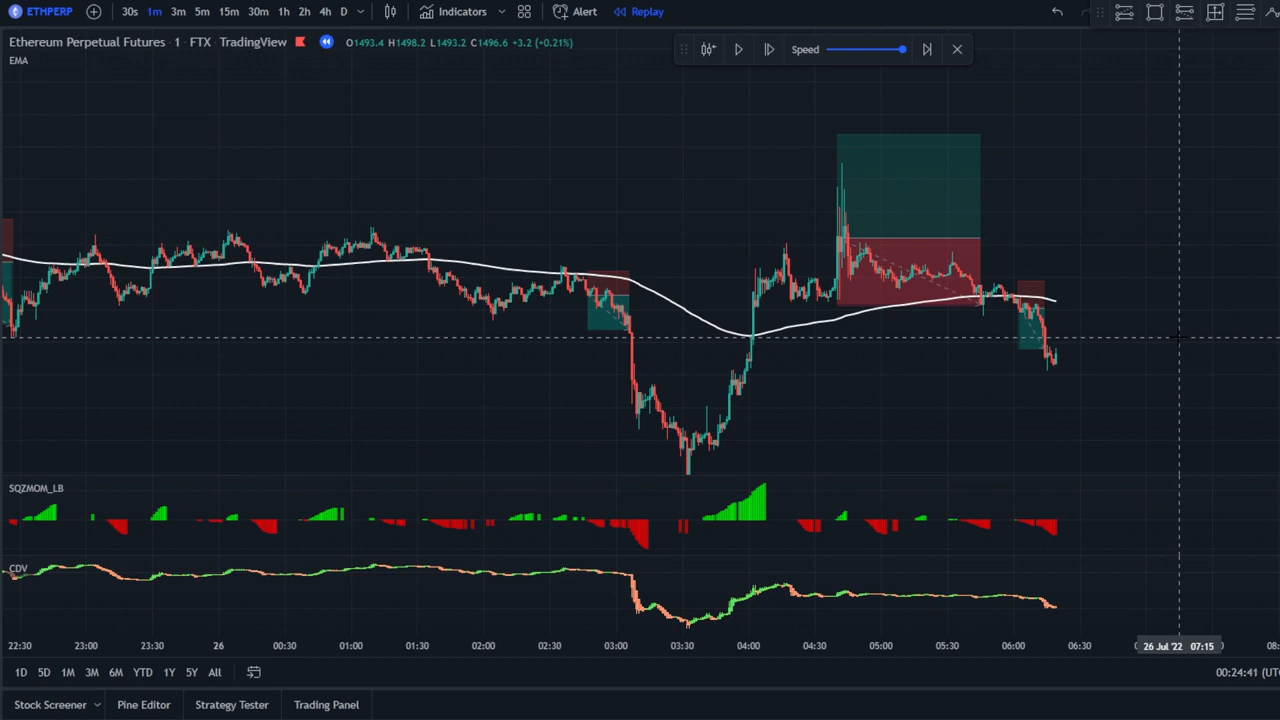 ETHPERP 30s 1m 3m 5m 15m 30m 1h 2h 4h D Indicators Alert Replay
Ethereum Perpetual Futures · 1 · FTX · TradingView O1493.4 H1498.2 L1493.2 C1496.6 +3.2 (+0.21%) Speed
EMA
SQZMOM_LB
CDV
22:30 23:00 23:30 26 00:30 01:00 01:30 02:00 02:30 03:00 03:30 04:00 04:30 05:00 05:30 06:00 06:30 26 Jul '22 07:15 08:
1D 5D 1M 3M 6M YTD 1Y 5Y All 00:24:41 (UTC
Stock Screener Pine Editor Strategy Tester Trading Panel